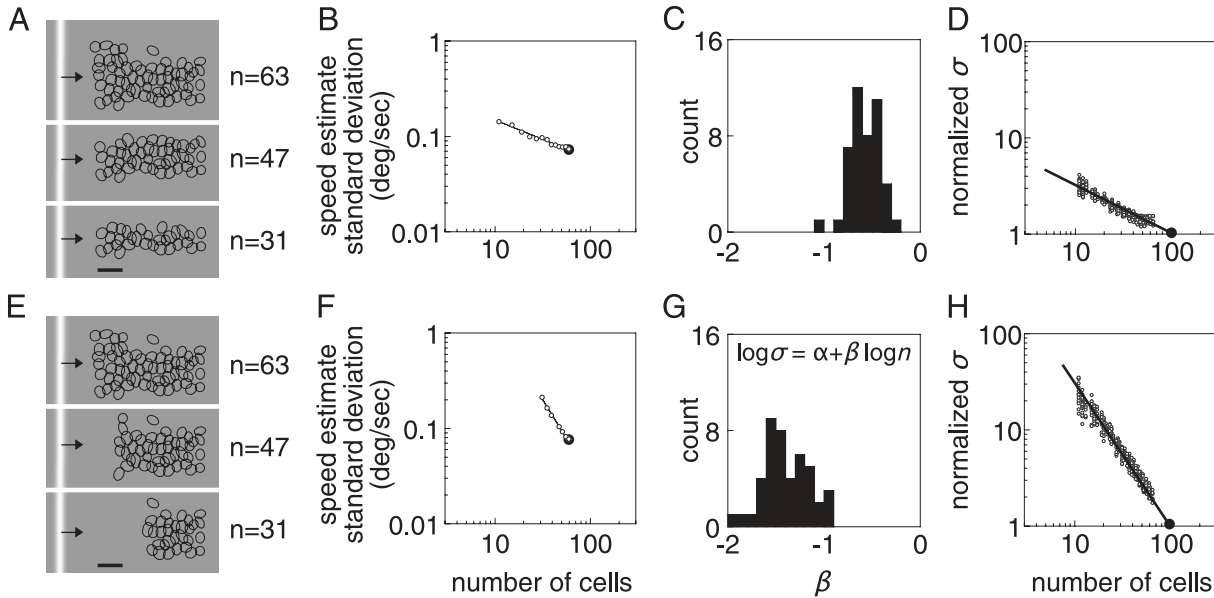 A
n=63
n=47
n=31
B
speed estimate
standard deviation
(deg/sec)
1
0.1
0.01
10
100
C
count
16
8
0
-2
-1
0
D
normalized σ
100
10
1
10
100
E
n=63
n=47
n=31
F
speed estimate
standard deviation
(deg/sec)
1
0.1
0.01
10
100
number of cells
G
logσ = α+β logn
count
16
8
0
-2
-1
0
β
H
normalized σ
100
10
1
10
100
number of cells